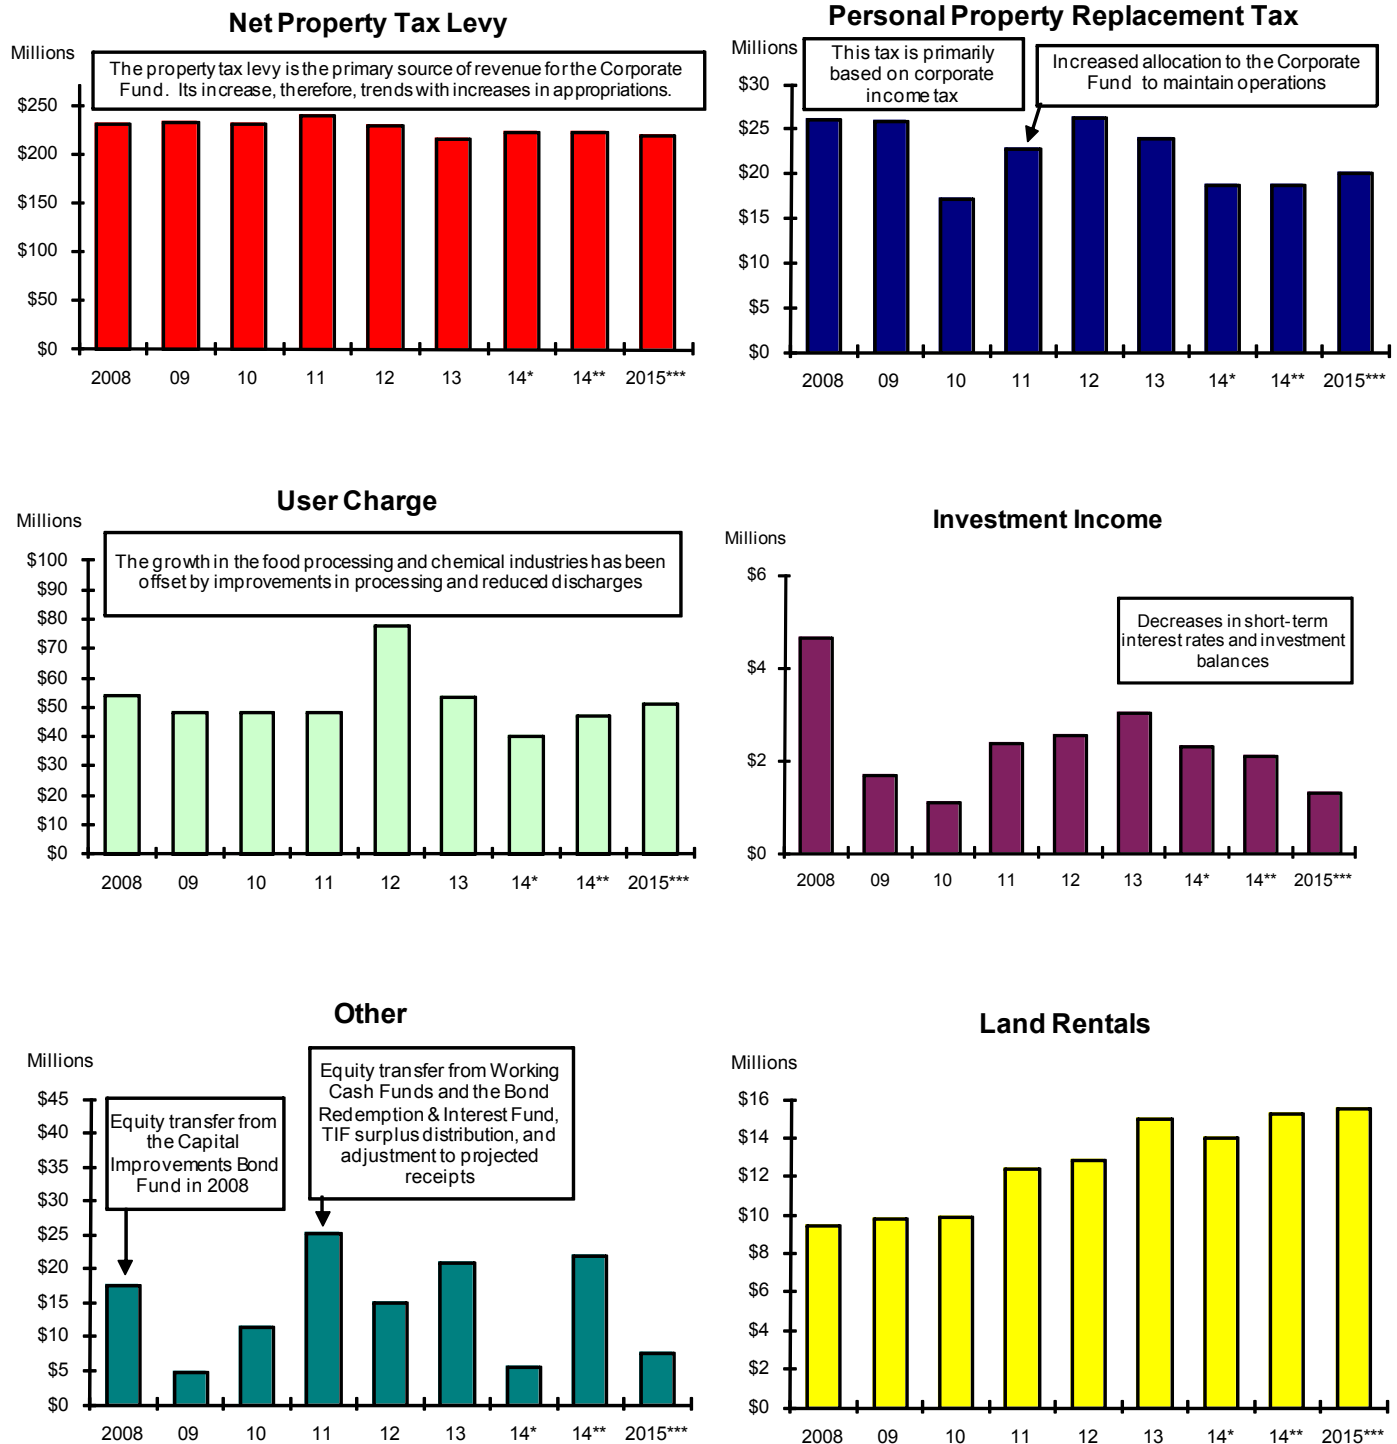 Net Property Tax Levy
Millions
The property tax levy is the primary source of revenue for the Corporate
Fund. Its increase, therefore, trends with increases in appropriations.
$250
$200
$150
$100
$50
$0
2008 09 10 11 12 13 14* 14** 2015***
Personal Property Replacement Tax
Millions
This tax is primarily
based on corporate
income tax
Increased allocation to the Corporate
Fund to maintain operations
$30
$25
$20
$15
$10
$5
$0
2008 09 10 11 12 13 14* 14** 2015***
User Charge
Millions
The growth in the food processing and chemical industries has been
offset by improvements in processing and reduced discharges
$100
$90
$80
$70
$60
$50
$40
$30
$20
$10
$0
2008 09 10 11 12 13 14* 14** 2015***
Investment Income
Millions
Decreases in short-term
interest rates and investment
balances
$6
$4
$2
$0
2008 09 10 11 12 13 14* 14** 2015***
Other
Millions
Equity transfer from
the Capital
Improvements Bond
Fund in 2008
Equity transfer from Working
Cash Funds and the Bond
Redemption & Interest Fund,
TIF surplus distribution, and
adjustment to projected
receipts
$45
$40
$35
$30
$25
$20
$15
$10
$5
$0
2008 09 10 11 12 13 14* 14** 2015***
Land Rentals
Millions
$16
$14
$12
$10
$8
$6
$4
$2
$0
2008 09 10 11 12 13 14* 14** 2015***